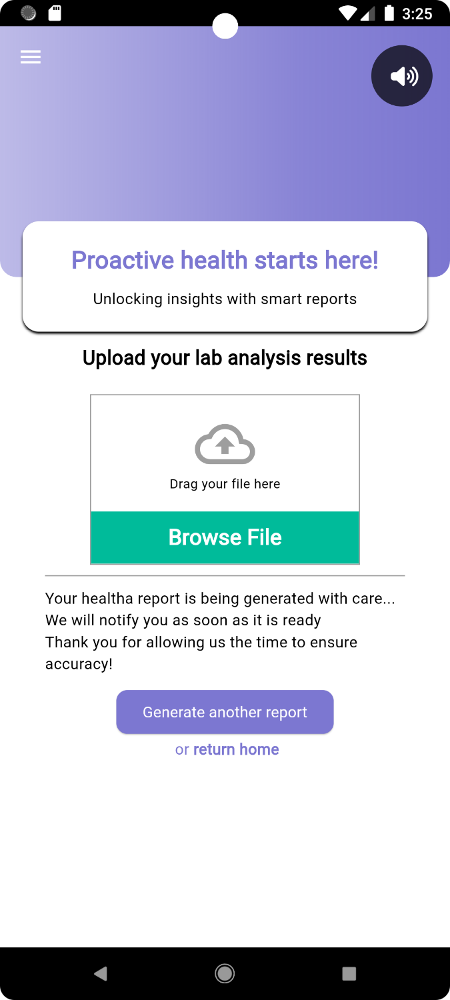 3:25
Proactive health starts here!
Unlocking insights with smart reports
Upload your lab analysis results
Drag your file here
Browse File
Your healtha report is being generated with care...
We will notify you as soon as it is ready
Thank you for allowing us the time to ensure
accuracy!
Generate another report
or return home